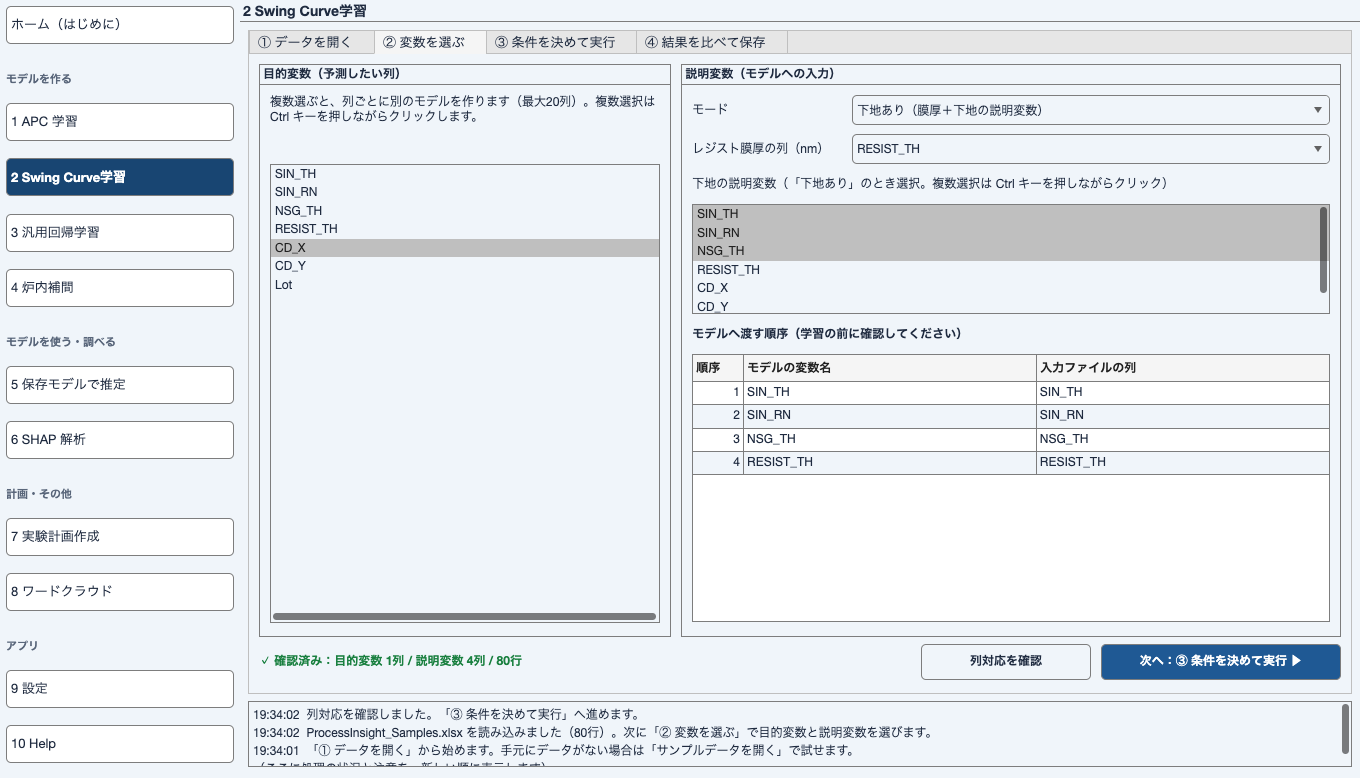 ホーム（はじめに）
モデルを作る
1 APC 学習
2 Swing Curve学習
3 汎用回帰学習
4 炉内補間
モデルを使う・調べる
5 保存モデルで推定
6 SHAP 解析
計画・その他
7 実験計画作成
8 ワードクラウド
アプリ
9 設定
10 Help
2 Swing Curve学習
① データを開く
② 変数を選ぶ
③ 条件を決めて実行
④ 結果を比べて保存
目的変数（予測したい列）
複数選ぶと、列ごとに別のモデルを作ります（最大20列）。複数選択は
Ctrl キーを押しながらクリックします。
SIN_TH
SIN_RN
NSG_TH
RESIST_TH
CD_X
CD_Y
Lot
説明変数（モデルへの入力）
モード
下地あり（膜厚＋下地の説明変数）
レジスト膜厚の列（nm）
RESIST_TH
下地の説明変数（「下地あり」のとき選択。複数選択は Ctrl キーを押しながらクリック）
SIN_TH
SIN_RN
NSG_TH
RESIST_TH
CD_X
CD_Y
モデルへ渡す順序（学習の前に確認してください）
順序 モデルの変数名 入力ファイルの列
1 SIN_TH SIN_TH
2 SIN_RN SIN_RN
3 NSG_TH NSG_TH
4 RESIST_TH RESIST_TH
✓ 確認済み：目的変数 1列 / 説明変数 4列 / 80行
列対応を確認
次へ：③ 条件を決めて実行 ▶
19:34:02 列対応を確認しました。「③ 条件を決めて実行」へ進めます。
19:34:02 ProcessInsight_Samples.xlsx を読み込みました（80行）。次に「② 変数を選ぶ」で目的変数と説明変数を選びます。
19:34:01 「① データを開く」から始めます。手元にデータがない場合は「サンプルデータを開く」で試せます。